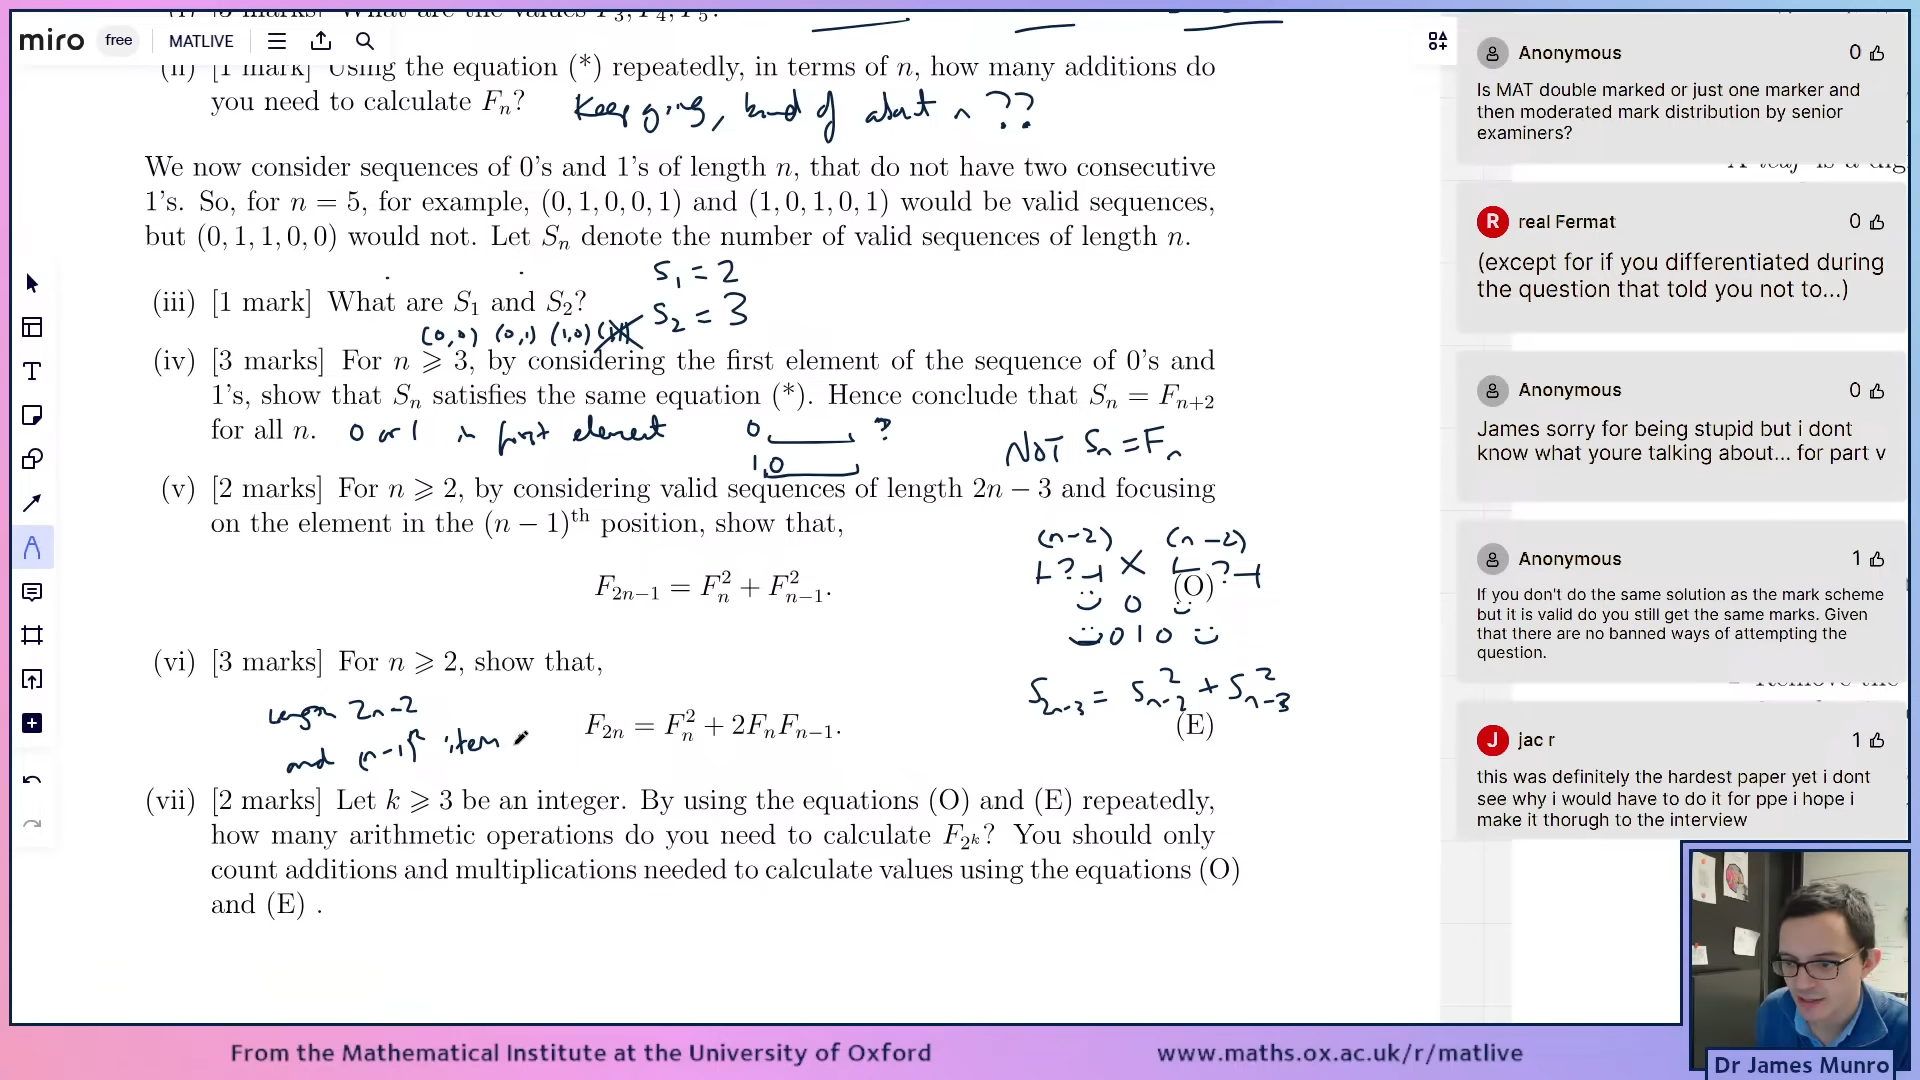 (i) [3 marks] What are the values F3, F4, F5?
miro free MATLIVE
(ii) [1 mark] Using the equation (*) repeatedly, in terms of n, how many additions do
you need to calculate Fn?
Keep going, kind of about n ??
We now consider sequences of 0's and 1's of length n, that do not have two consecutive
1's. So, for n = 5, for example, (0, 1, 0, 0, 1) and (1, 0, 1, 0, 1) would be valid sequences,
but (0, 1, 1, 0, 0) would not. Let Sn denote the number of valid sequences of length n.
S1 = 2
(iii) [1 mark] What are S1 and S2?
S2 = 3
(0,0) (0,1) (1,0) (1,1)
(iv) [3 marks] For n ⩾ 3, by considering the first element of the sequence of 0's and
1's, show that Sn satisfies the same equation (*). Hence conclude that Sn = Fn+2
for all n.
0 or 1 in first element
0 ?
1,0
NOT Sn = Fn
(v) [2 marks] For n ⩾ 2, by considering valid sequences of length 2n − 3 and focusing
on the element in the (n − 1)th position, show that,
(n-2) (n-2)
? × ?
F2n−1 = Fn² + Fn−1². (O)
0
0 1 0
(vi) [3 marks] For n ⩾ 2, show that,
S2n-3 = Sn-2² + Sn-3²
length 2n-2
and (n-1)th item
F2n = Fn² + 2FnFn−1. (E)
(vii) [2 marks] Let k ⩾ 3 be an integer. By using the equations (O) and (E) repeatedly,
how many arithmetic operations do you need to calculate F2k? You should only
count additions and multiplications needed to calculate values using the equations (O)
and (E) .
Anonymous 0
Is MAT double marked or just one marker and
then moderated mark distribution by senior
examiners?
A leaf is a dig
R real Fermat 0
(except for if you differentiated during
the question that told you not to...)
Anonymous 0
James sorry for being stupid but i dont
know what youre talking about... for part v
Anonymous 1
If you don't do the same solution as the mark scheme
but it is valid do you still get the same marks. Given
that there are no banned ways of attempting the
question.
Remove the
J jac r 1
this was definitely the hardest paper yet i dont
see why i would have to do it for ppe i hope i
make it thorugh to the interview
From the Mathematical Institute at the University of Oxford
www.maths.ox.ac.uk/r/matlive
Dr James Munro